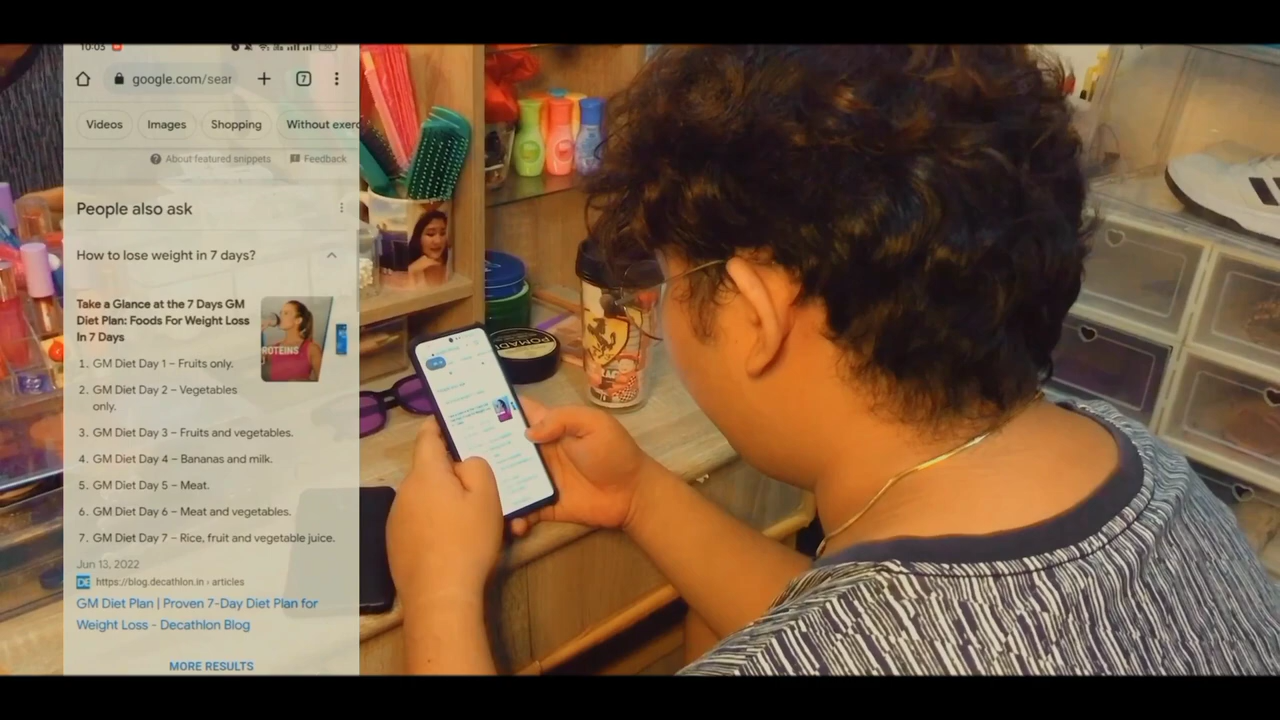 10:05
google.com/sear
7
Videos
Images
Shopping
Without exerc
About featured snippets
Feedback
People also ask
How to lose weight in 7 days?
Take a Glance at the 7 Days GM
Diet Plan: Foods For Weight Loss
In 7 Days
ROTEINS
1. GM Diet Day 1 – Fruits only.
2. GM Diet Day 2 – Vegetables
only.
3. GM Diet Day 3 – Fruits and vegetables.
4. GM Diet Day 4 – Bananas and milk.
5. GM Diet Day 5 – Meat.
6. GM Diet Day 6 – Meat and vegetables.
7. GM Diet Day 7 – Rice, fruit and vegetable juice.
Jun 13, 2022
https://blog.decathlon.in › articles
GM Diet Plan | Proven 7-Day Diet Plan for
Weight Loss - Decathlon Blog
MORE RESULTS
POMADE